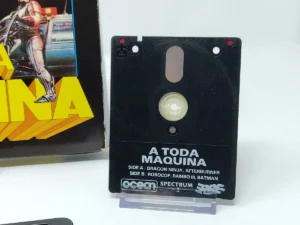 A
INA
A TODA
MAQUINA
SIDE A: DRAGON NINJA, AFTERBURNER
SIDE B: ROBOCOP, RAMBO III, BATMAN
ocean SPECTRUM